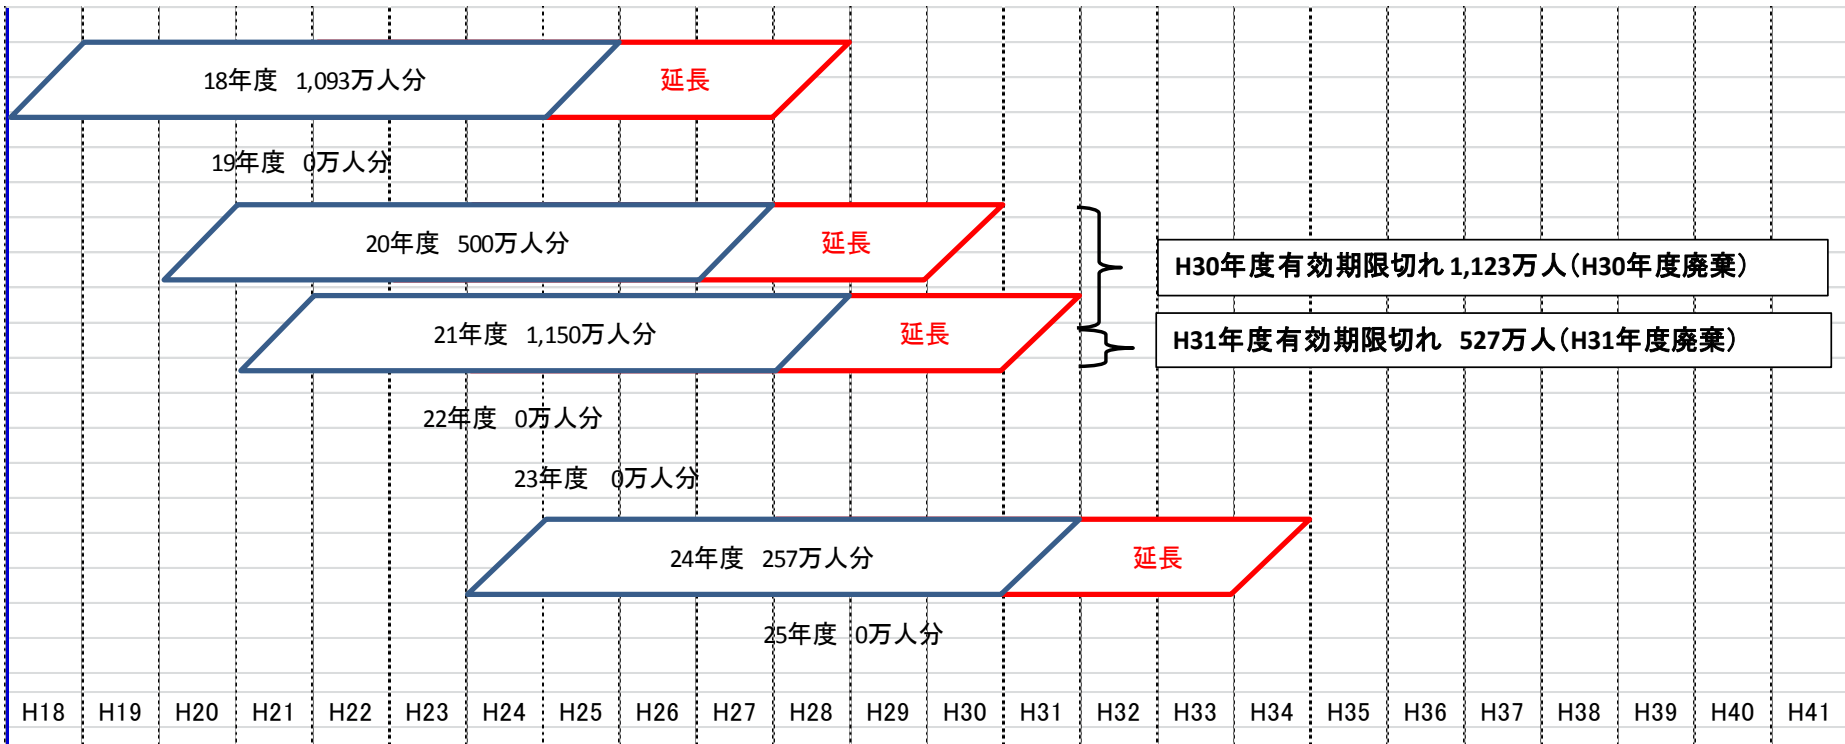 18年度 1,093万人分
延長
19年度 0万人分
20年度 500万人分
延長
H30年度有効期限切れ 1,123万人(H30年度廃棄)
21年度 1,150万人分
延長
H31年度有効期限切れ 527万人(H31年度廃棄)
22年度 0万人分
23年度 0万人分
24年度 257万人分
延長
25年度 0万人分
H18 H19 H20 H21 H22 H23 H24 H25 H26 H27 H28 H29 H30 H31 H32 H33 H34 H35 H36 H37 H38 H39 H40 H41